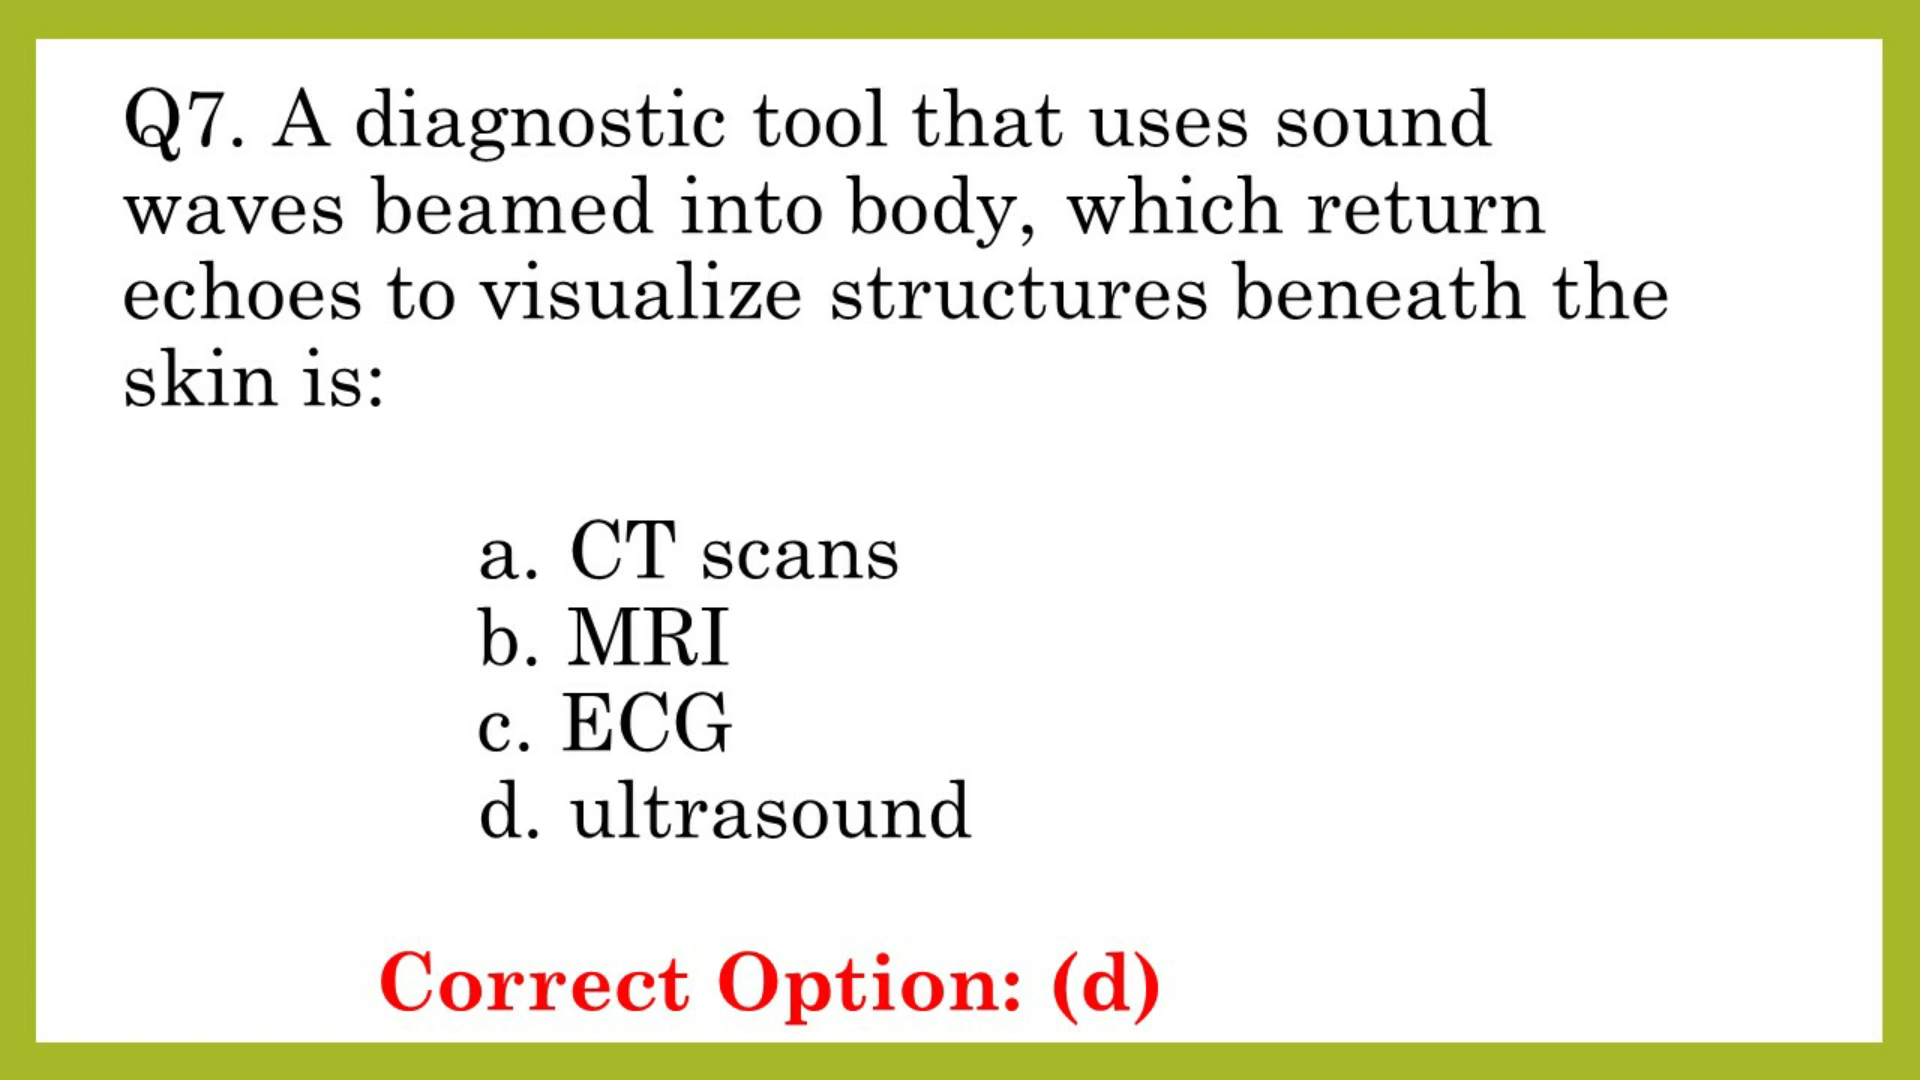 Q7. A diagnostic tool that uses sound
waves beamed into body, which return
echoes to visualize structures beneath the
skin is:
a. CT scans
b. MRI
c. ECG
d. ultrasound
Correct Option: (d)